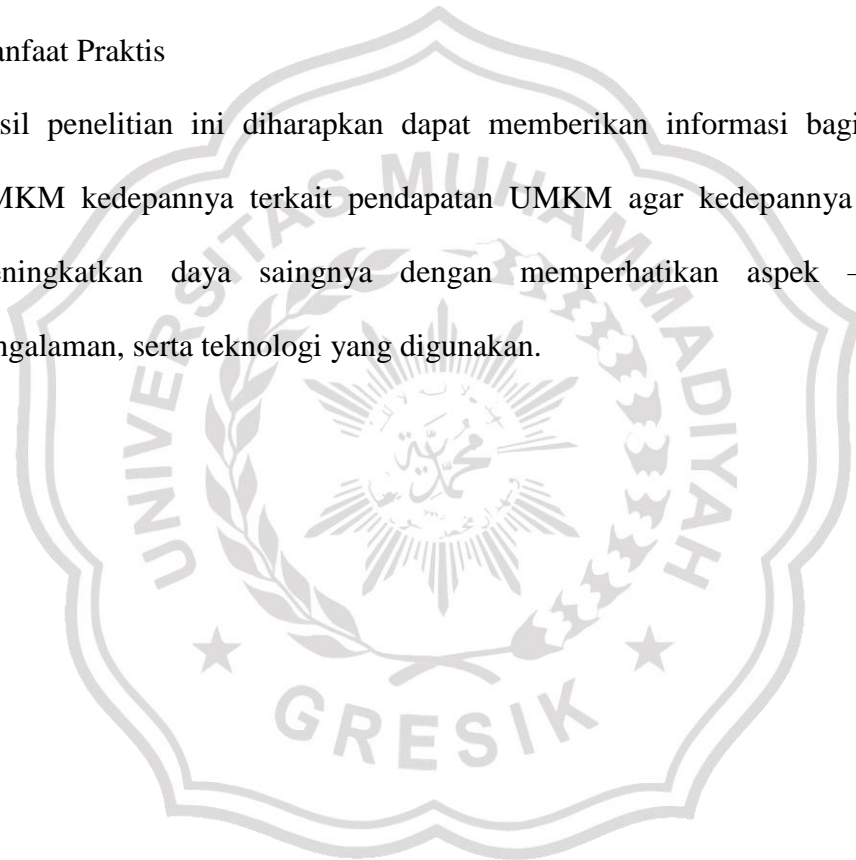 anfaat Praktis
sil penelitian ini diharapkan dapat memberikan informasi bagi
MKM kedepannya terkait pendapatan UMKM agar kedepannya
eningkatkan daya saingnya dengan memperhatikan aspek –
ngalaman, serta teknologi yang digunakan.
UNIVERSITAS MUHAMMADIYAH
GRESIK